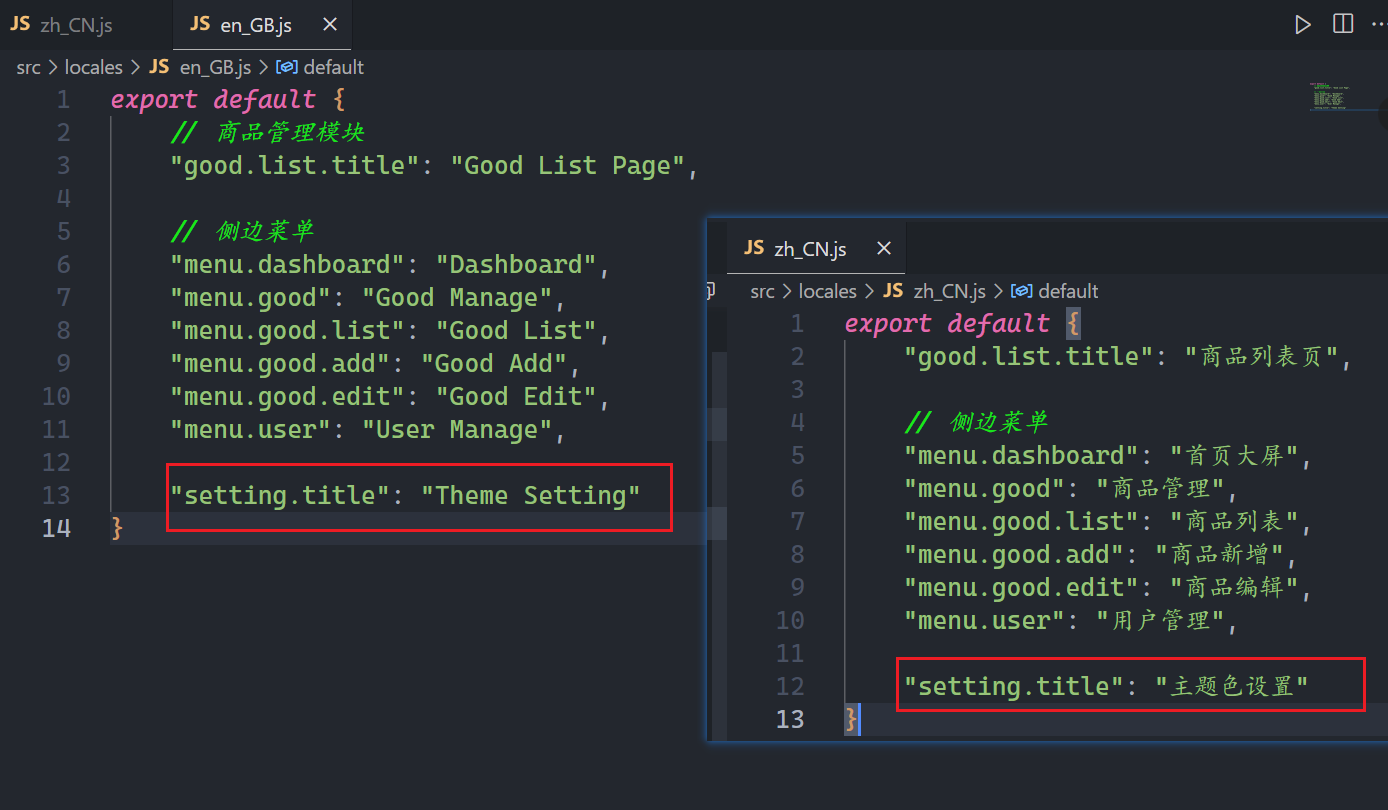 JS zh_CN.js
JS en_GB.js
src > locales > JS en_GB.js > default
1 export default {
2 // 商品管理模块
3 "good.list.title": "Good List Page",
4
5 // 侧边菜单
6 "menu.dashboard": "Dashboard",
7 "menu.good": "Good Manage",
8 "menu.good.list": "Good List",
9 "menu.good.add": "Good Add",
10 "menu.good.edit": "Good Edit",
11 "menu.user": "User Manage",
12
13 "setting.title": "Theme Setting"
14 }
JS zh_CN.js
src > locales > JS zh_CN.js > default
1 export default {
2 "good.list.title": "商品列表页",
3
4 // 侧边菜单
5 "menu.dashboard": "首页大屏",
6 "menu.good": "商品管理",
7 "menu.good.list": "商品列表",
8 "menu.good.add": "商品新增",
9 "menu.good.edit": "商品编辑",
10 "menu.user": "用户管理",
11
12 "setting.title": "主题色设置"
13 }